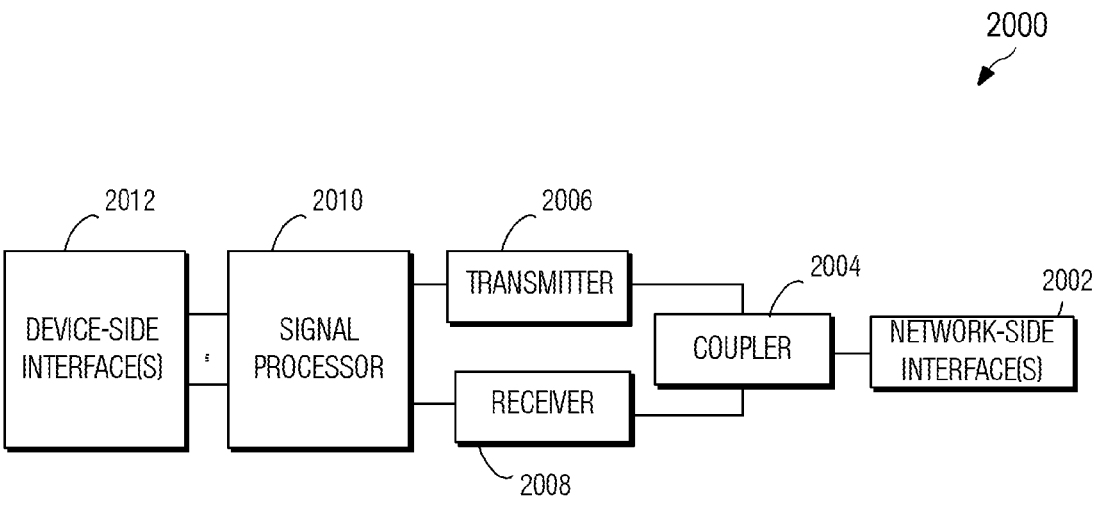 2000
2012
2010
2006
2004
2002
DEVICE-SIDE
INTERFACE(S)
SIGNAL
PROCESSOR
TRANSMITTER
RECEIVER
COUPLER
NETWORK-SIDE
INTERFACE(S)
2008